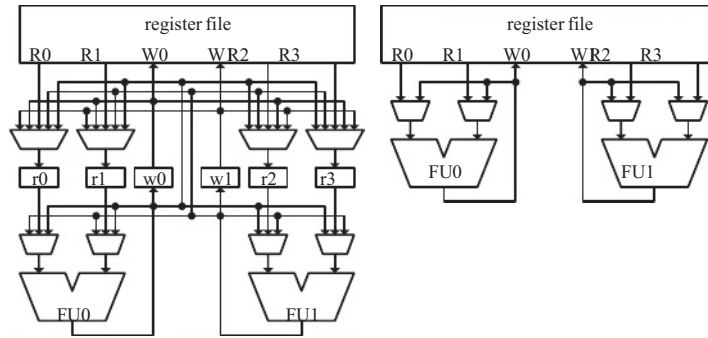 register file
R0 R1 W0 W1 R2 R3
r0 r1 w0 w1 r2 r3
FU0 FU1
register file
R0 R1 W0 W1 R2 R3
FU0 FU1